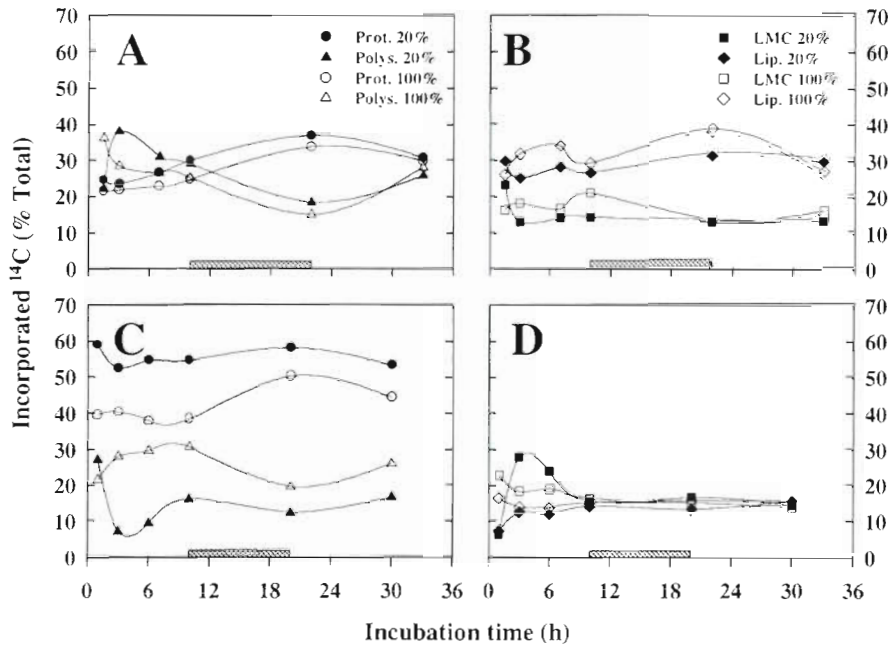 A
Prot. 20%
Polys. 20%
Prot. 100%
Polys. 100%
B
LMC 20%
Lip. 20%
LMC 100%
Lip. 100%
C
D
70
60
50
40
30
20
10
0
70
60
50
40
30
20
10
0
70
60
50
40
30
20
10
0
70
60
50
40
30
20
10
0
0 6 12 18 24 30 36
0 6 12 18 24 30 36
Incorporated ¹⁴C (% Total)
Incubation time (h)